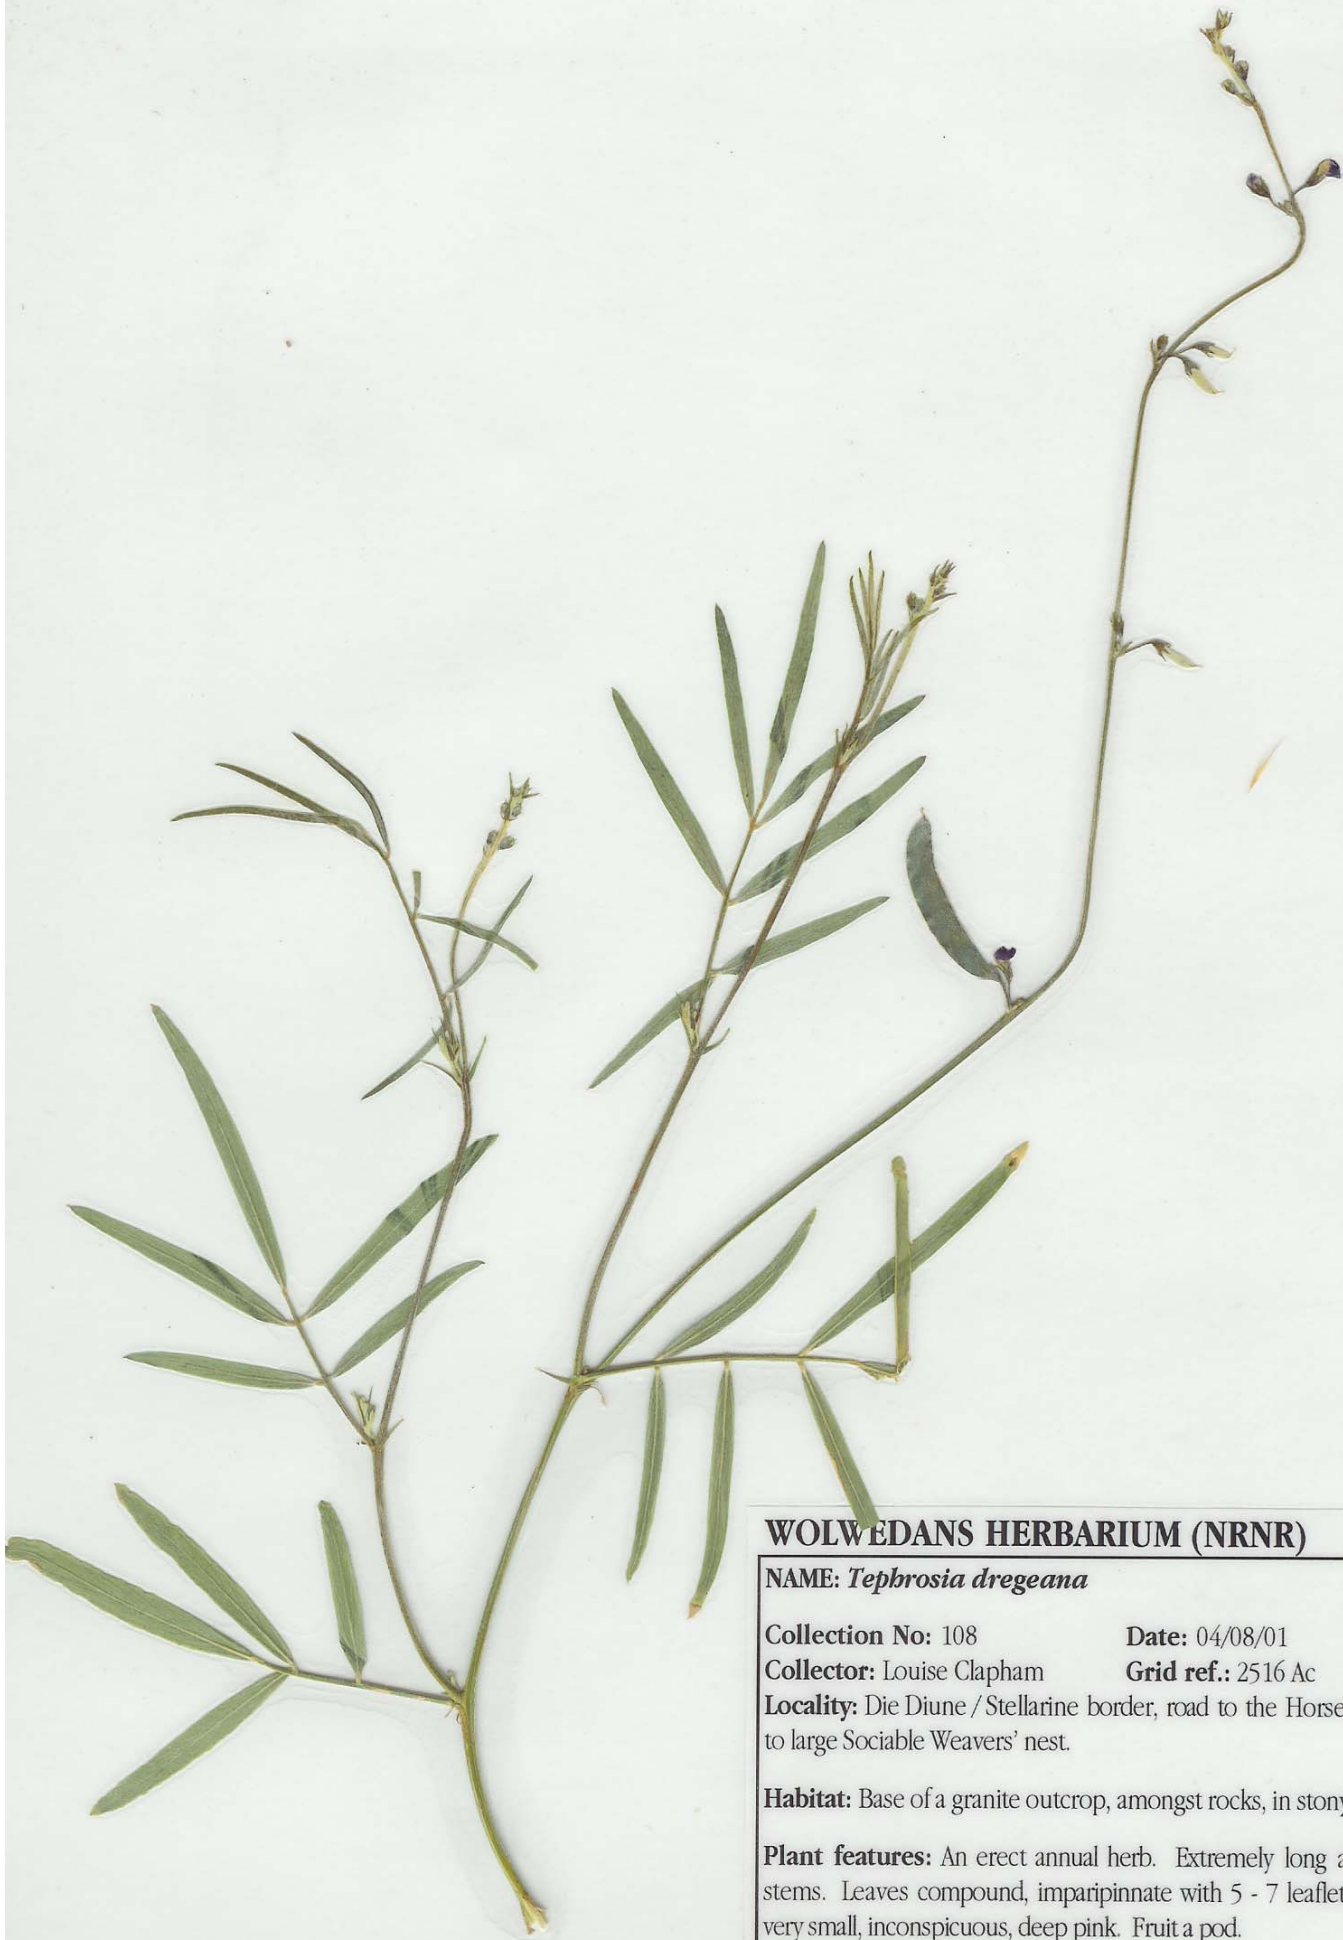 WOLWEDANS HERBARIUM (NRNR)
NAME: Tephrosia dregeana
Collection No: 108 Date: 04/08/01
Collector: Louise Clapham Grid ref.: 2516 Ac
Locality: Die Diune / Stellarine border, road to the Horse
to large Sociable Weavers' nest.
Habitat: Base of a granite outcrop, amongst rocks, in stony
Plant features: An erect annual herb. Extremely long a
stems. Leaves compound, imparipinnate with 5 - 7 leaflet
very small, inconspicuous, deep pink. Fruit a pod.